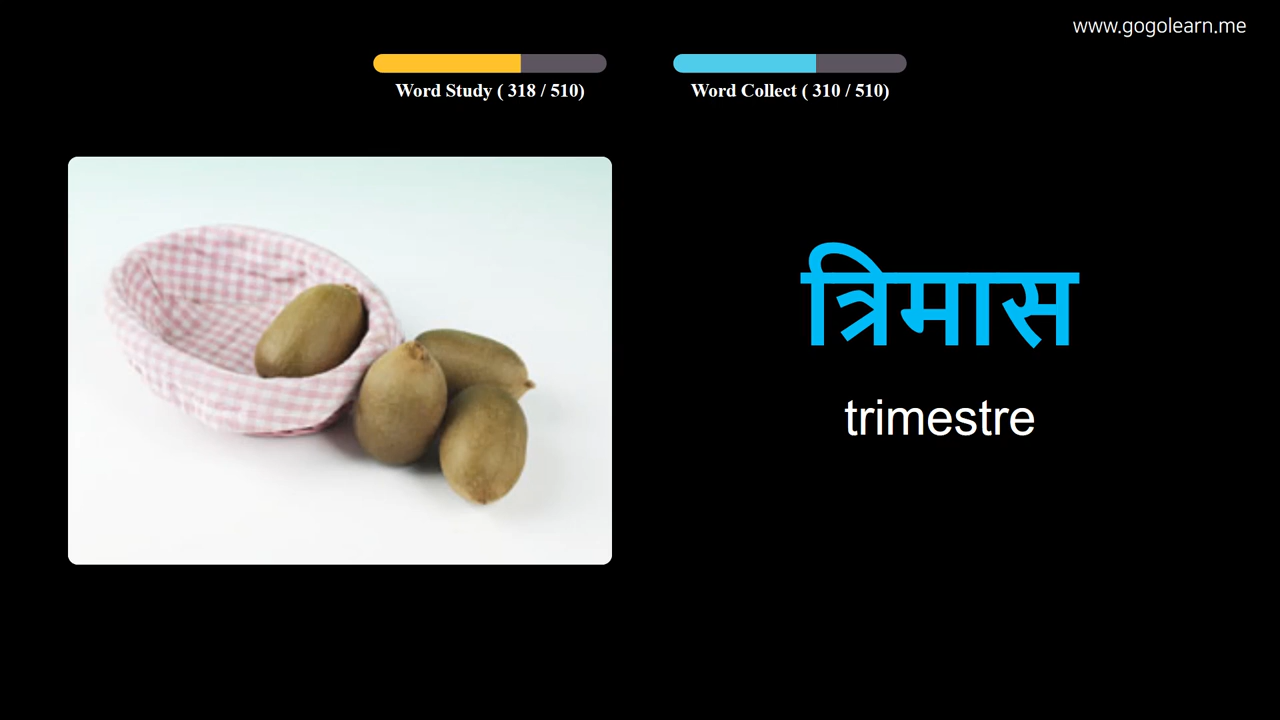 www.gogolearn.me
Word Study ( 318 / 510)
Word Collect ( 310 / 510)
त्रिमास
trimestre